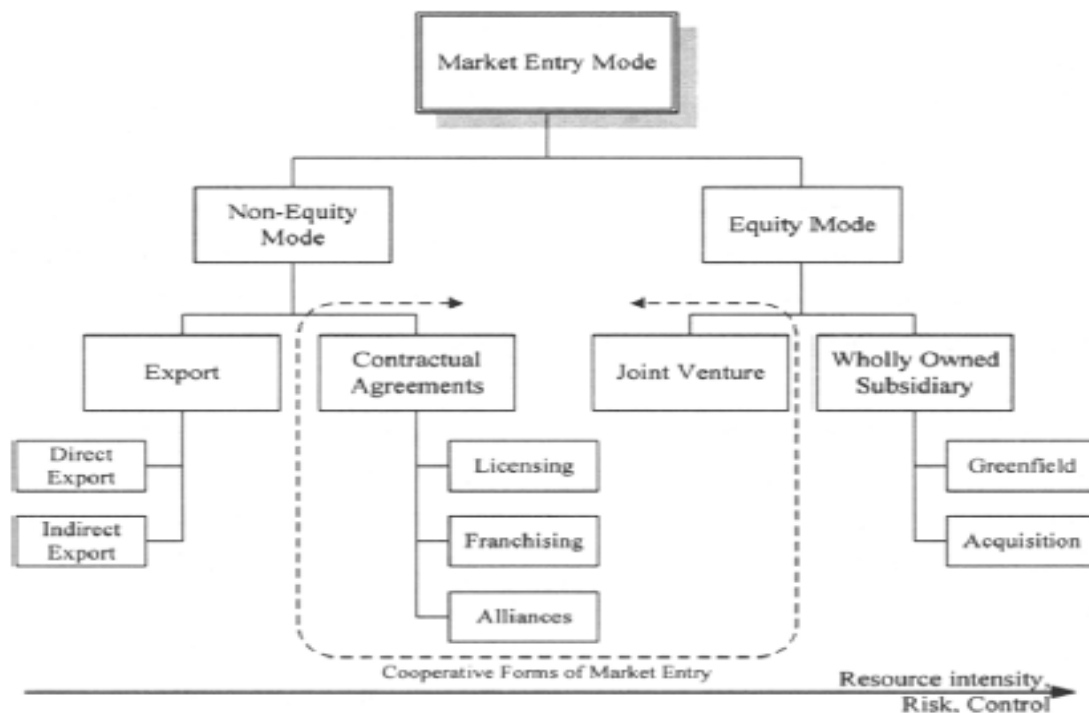 Market Entry Mode
Non-Equity
Mode
Equity Mode
Export
Contractual
Agreements
Joint Venture
Wholly Owned
Subsidiary
Direct
Export
Licensing
Greenfield
Indirect
Export
Franchising
Acquisition
Alliances
Cooperative Forms of Market Entry
Resource intensity,
Risk, Control